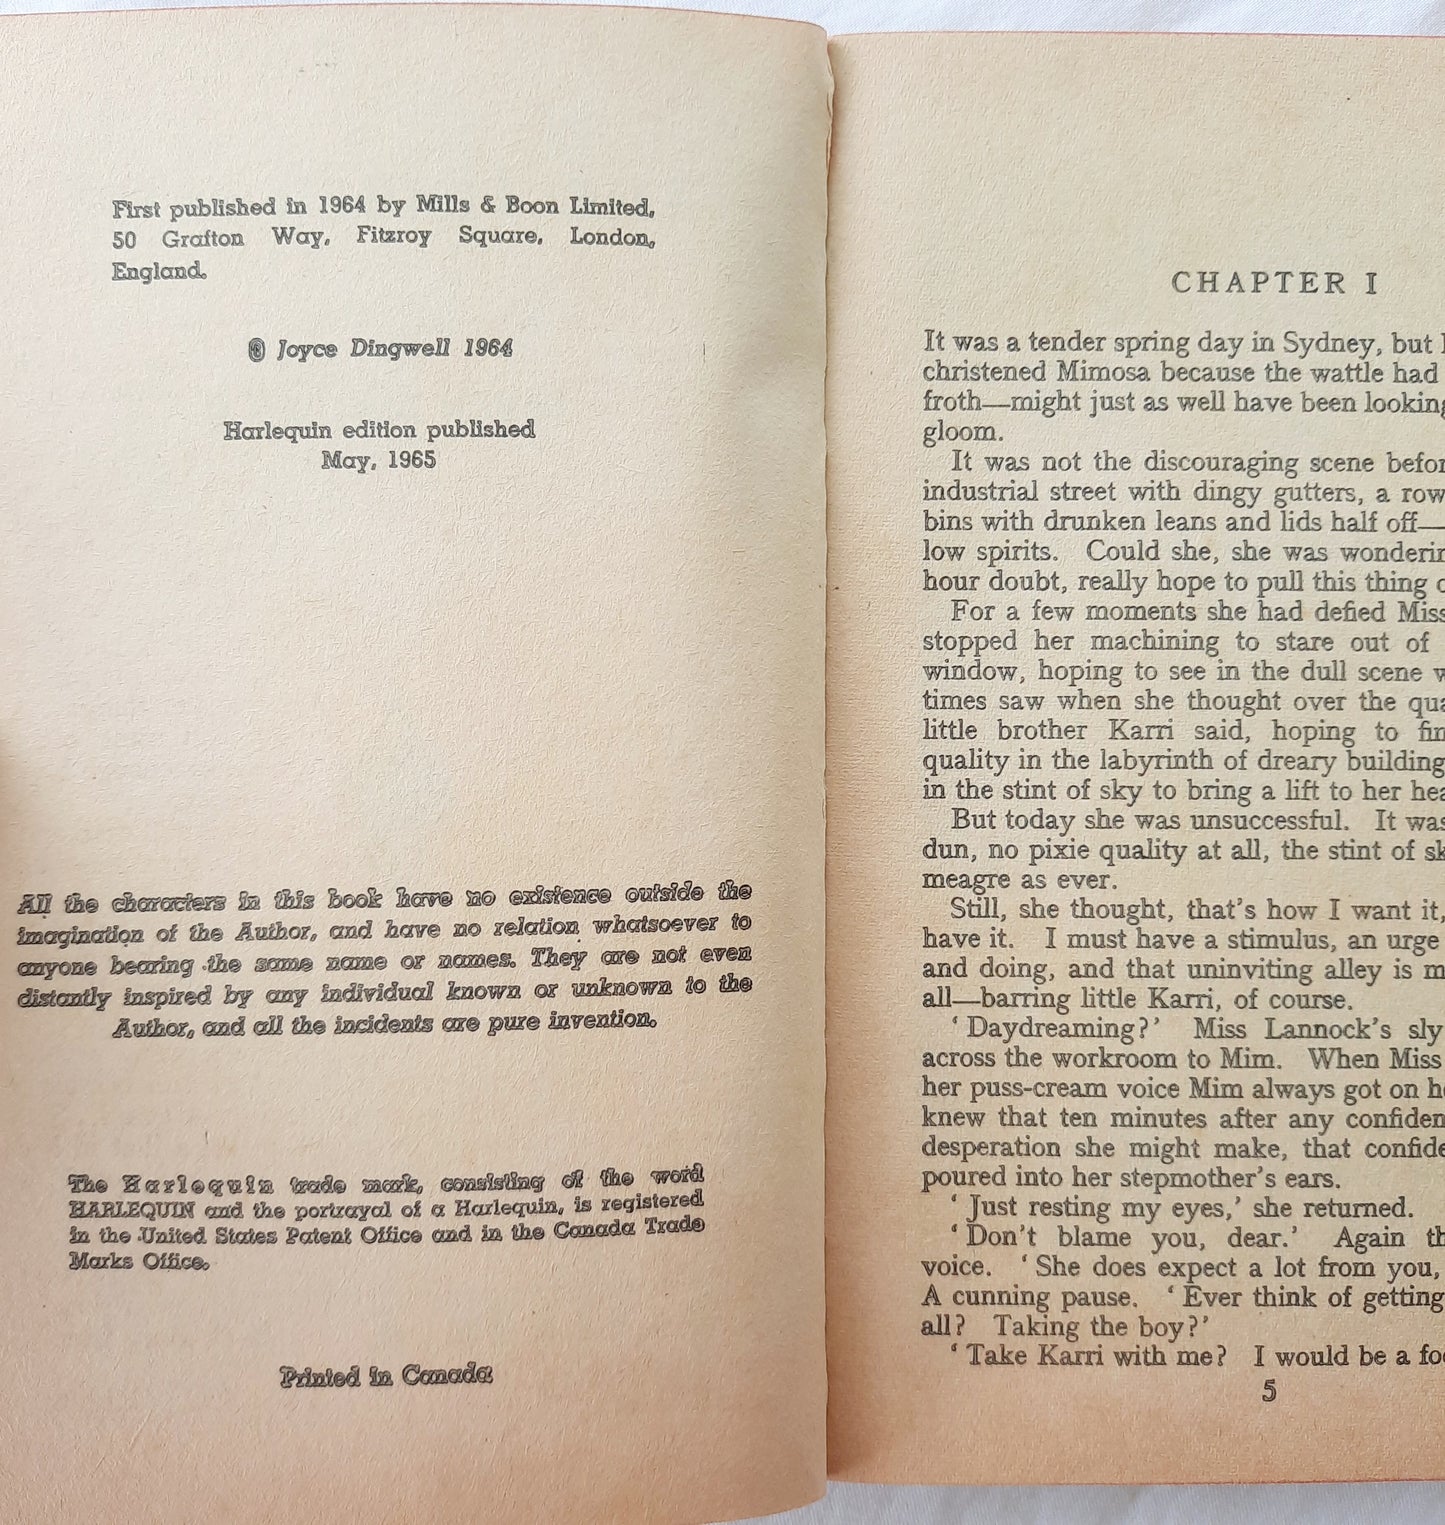 First published in 1964 by Mills & Boon Limited,
50 Grafton Way, Fitzroy Square, London,
England.
© Joyce Dingwell 1964
Harlequin edition published
May, 1965
All the characters in this book have no existence outside the
imagination of the Author, and have no relation whatsoever to
anyone bearing the same name or names. They are not even
distantly inspired by any individual known or unknown to the
Author, and all the incidents are pure invention.
The Harlequin trade mark, consisting of the word
HARLEQUIN and the portrayal of a Harlequin, is registered
in the United States Patent Office and in the Canada Trade
Marks Office.
Printed in Canada
CHAPTER I
It was a tender spring day in Sydney, but
christened Mimosa because the wattle had
froth—might just as well have been looking
gloom.
It was not the discouraging scene
industrial street with dingy gutters, a row
bins with drunken leans and lids half off—
low spirits. Could she, she was
hour doubt, really hope to pull this thing
For a few moments she had defied Miss
stopped her machining to stare out of
window, hoping to see in the dull scene
times saw when she thought over the
little brother Karri said, hoping to
quality in the labyrinth of dreary
in the stint of sky to bring a lift to her
But today she was unsuccessful. It was
dun, no pixie quality at all, the stint of
meagre as ever.
Still, she thought, that's how I want it,
have it. I must have a stimulus, an urge
and doing, and that uninviting alley is
all—barring little Karri, of course.
‘Daydreaming?’ Miss Lannock's sly
across the workroom to Mim. When Miss
her puss-cream voice Mim always got on
knew that ten minutes after any
desperation she might make, that
poured into her stepmother's ears.
‘Just resting my eyes,’ she returned.
‘Don't blame you, dear.’ Again
voice. ‘She does expect a lot from you,
A cunning pause. ‘Ever think of getting
all? Taking the boy?’
‘Take Karri with me? I would be a
5